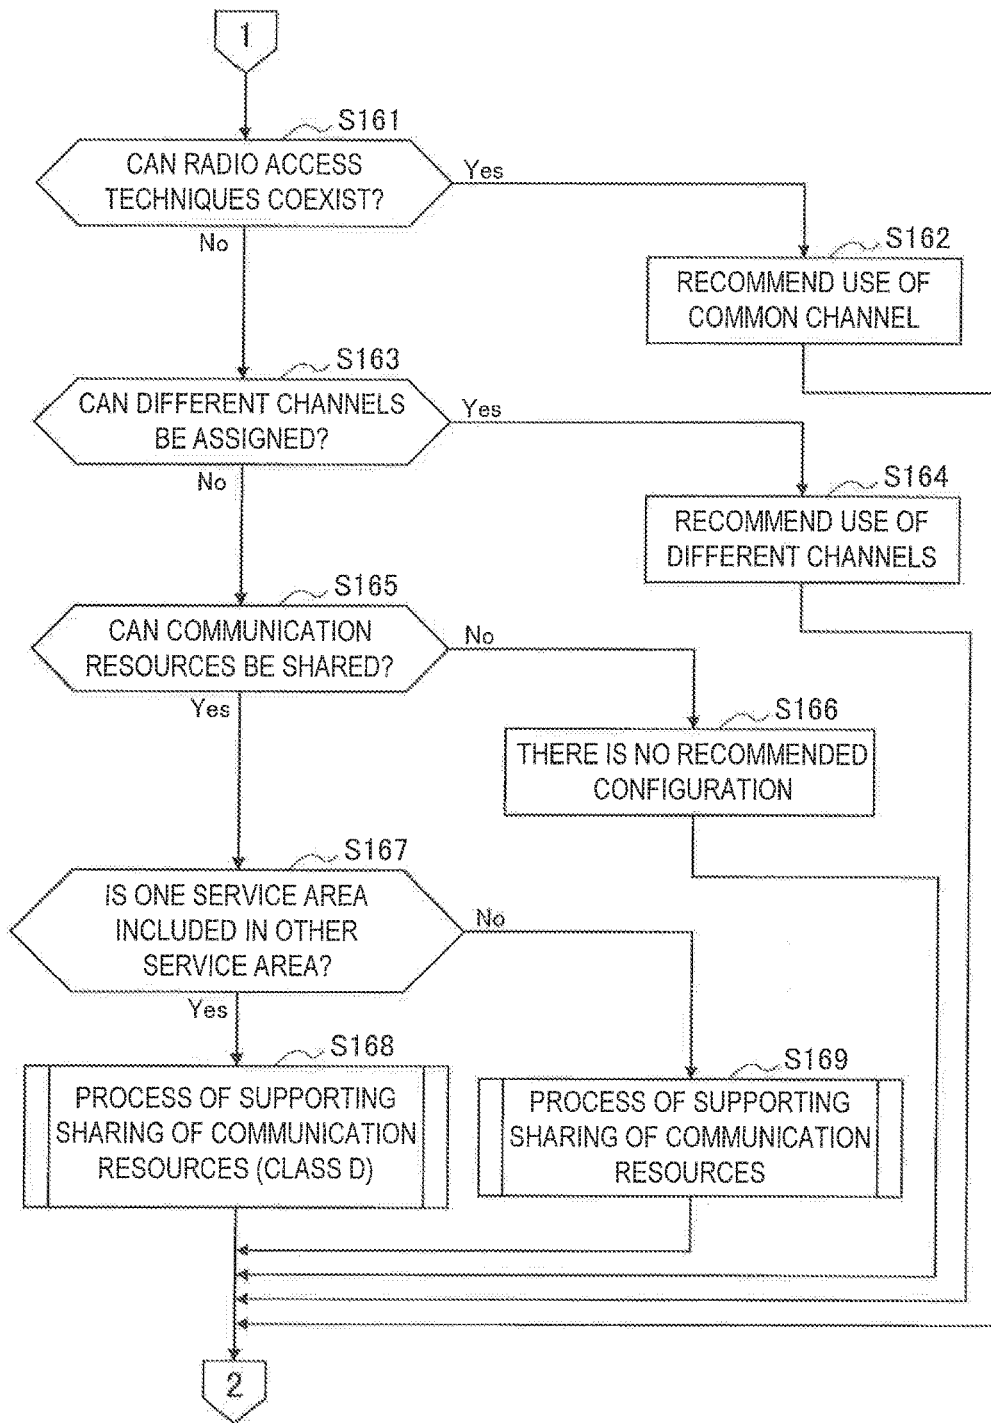 1
S161
CAN RADIO ACCESS
TECHNIQUES COEXIST?
Yes
No
S162
RECOMMEND USE OF
COMMON CHANNEL
S163
CAN DIFFERENT CHANNELS
BE ASSIGNED?
Yes
No
S164
RECOMMEND USE OF
DIFFERENT CHANNELS
S165
CAN COMMUNICATION
RESOURCES BE SHARED?
No
Yes
S166
THERE IS NO RECOMMENDED
CONFIGURATION
S167
IS ONE SERVICE AREA
INCLUDED IN OTHER
SERVICE AREA?
No
Yes
S168
PROCESS OF SUPPORTING
SHARING OF COMMUNICATION
RESOURCES (CLASS D)
S169
PROCESS OF SUPPORTING
SHARING OF COMMUNICATION
RESOURCES
2